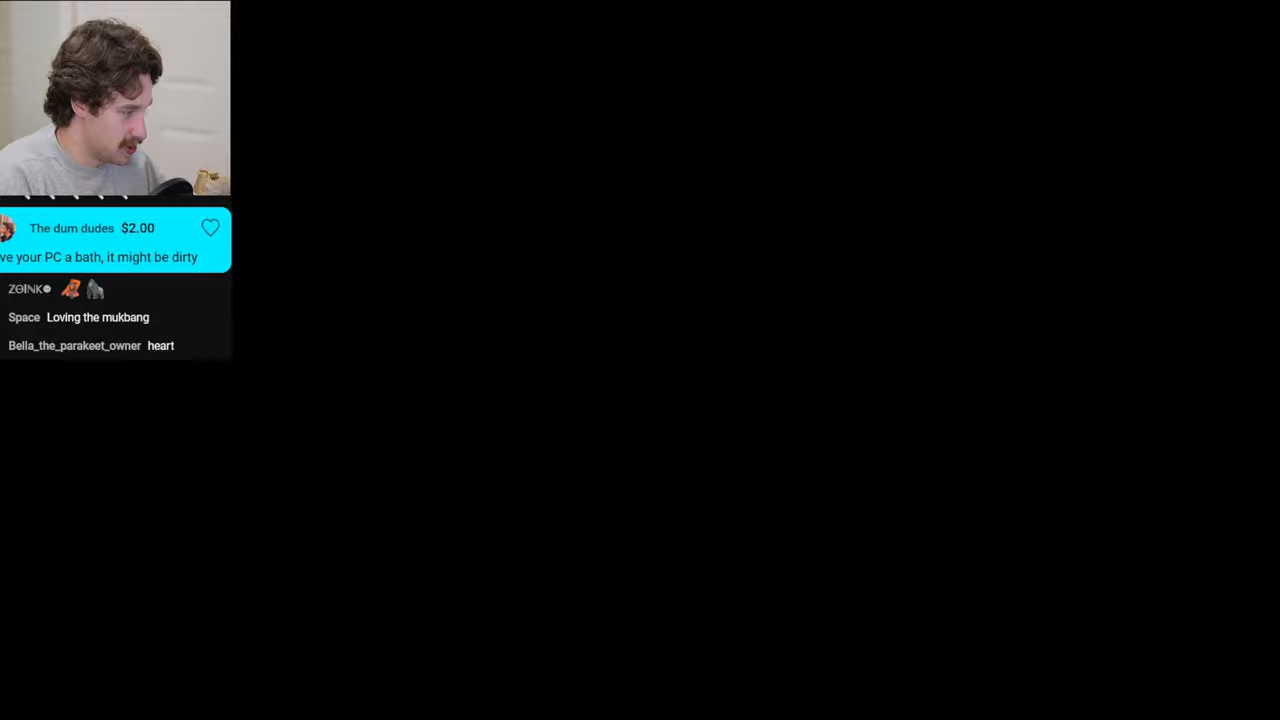 The dum dudes $2.00
ve your PC a bath, it might be dirty
ZΘINK
Space Loving the mukbang
Bella_the_parakeet_owner heart